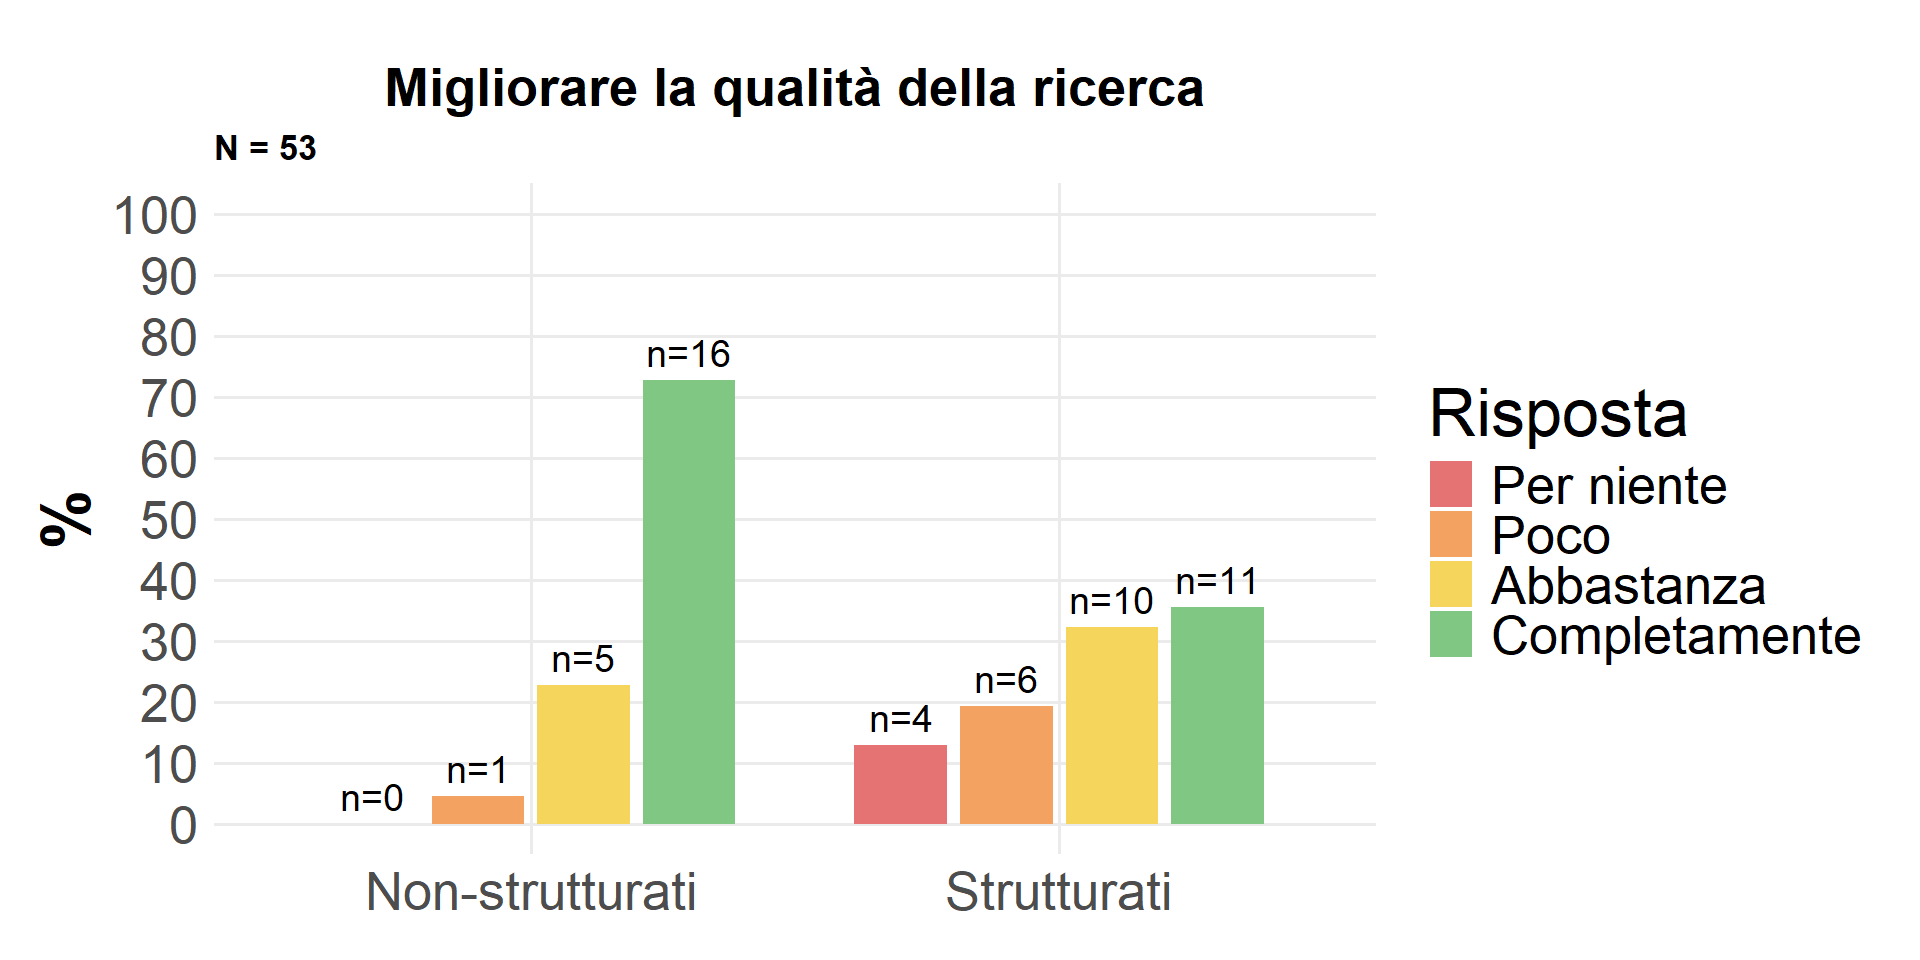 Migliorare la qualità della ricerca
N = 53
%
100
90
80
70
60
50
40
30
20
10
0
n=0
n=1
n=5
n=16
n=4
n=6
n=10
n=11
Non-strutturati
Strutturati
Risposta
Per niente
Poco
Abbastanza
Completamente